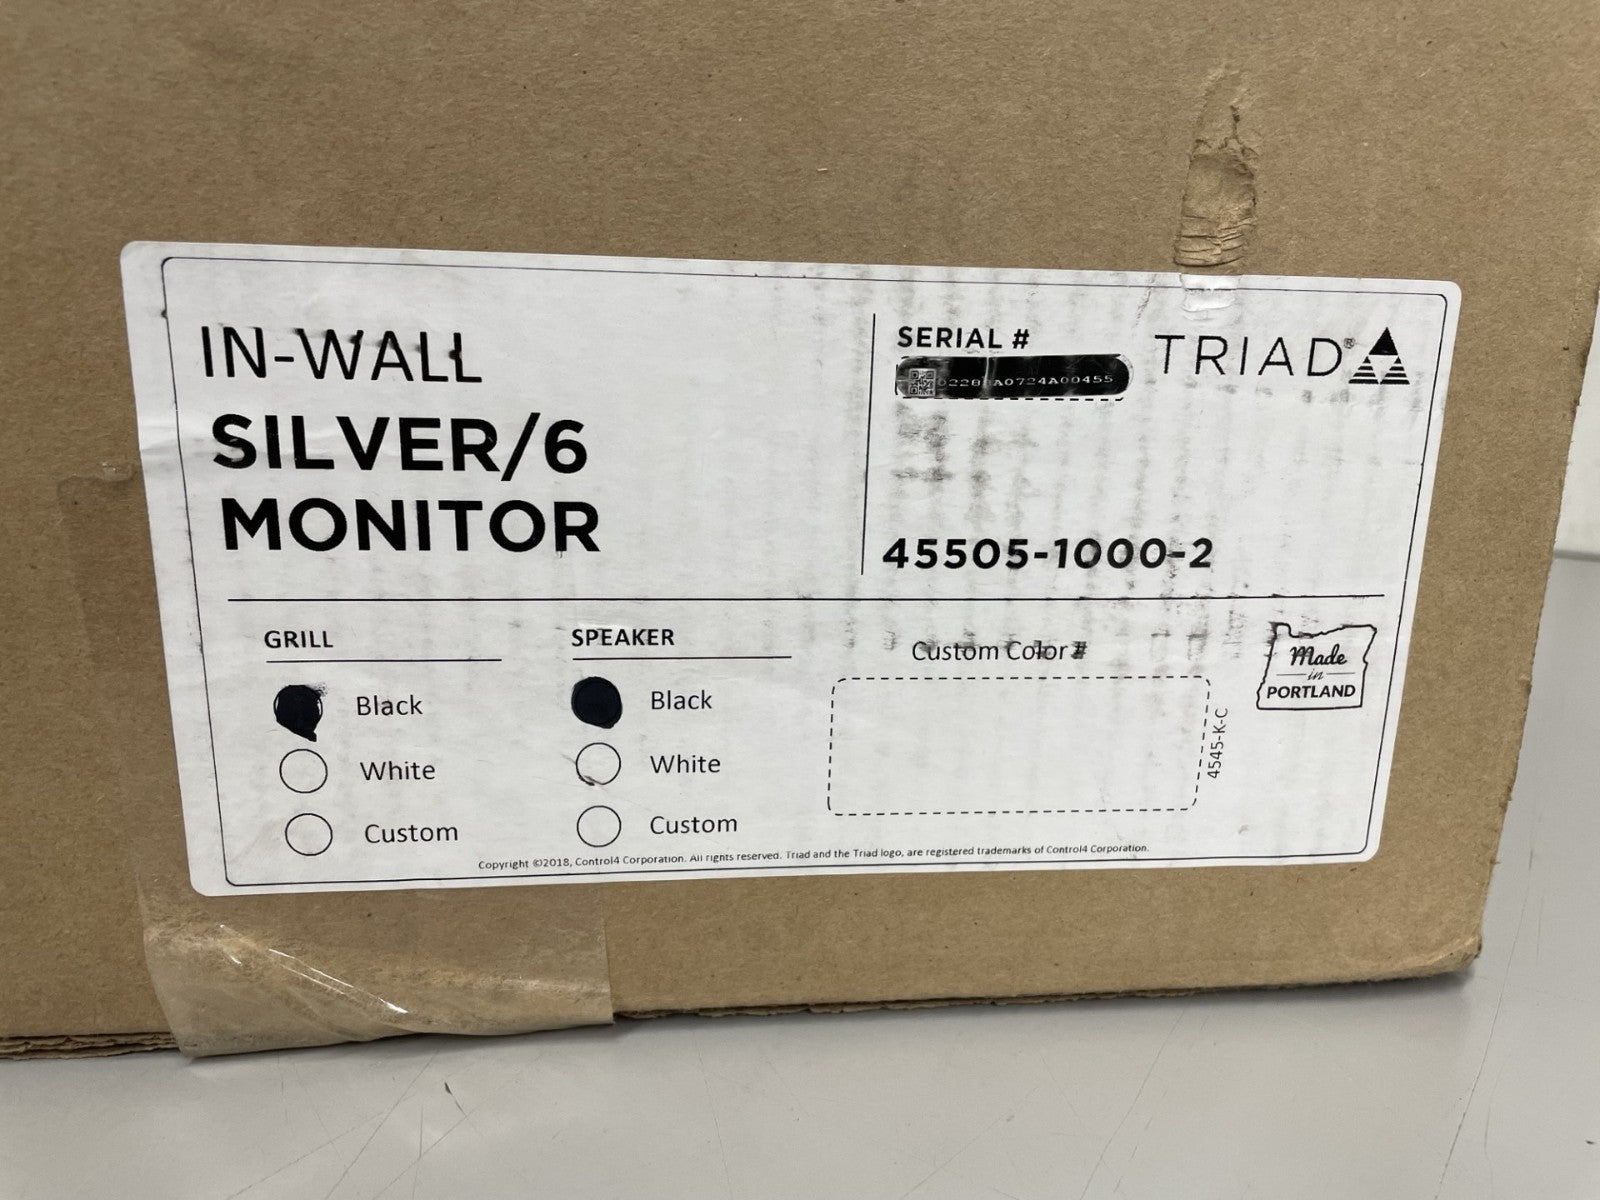 IN-WALL
SILVER/6
MONITOR
SERIAL #
TRIAD®
45505-1000-2
GRILL
Black
White
Custom
SPEAKER
Black
White
Custom
Custom Color #
4545-K-C
Made
in
PORTLAND
Copyright ©2018, Control4 Corporation. All rights reserved. Triad and the Triad logo, are registered trademarks of Control4 Corporation.